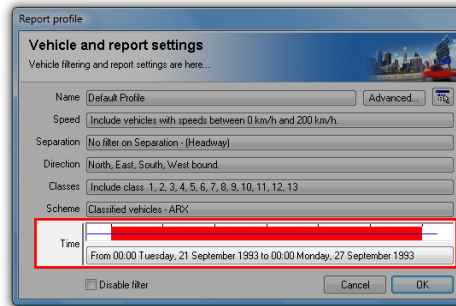 Report profile
Vehicle and report settings
Vehicle filtering and report settings are here...
Name Default Profile Advanced...
Speed Include vehicles with speeds between 0 km/h and 200 km/h.
Separation No filter on Separation - (Headway)
Direction North, East, South, West bound.
Classes Include class 1, 2, 3, 4, 5, 6, 7, 8, 9, 10, 11, 12, 13
Scheme Classified vehicles - ARX
Time
From 00:00 Tuesday, 21 September 1993 to 00:00 Monday, 27 September 1993
Disable filter Cancel OK